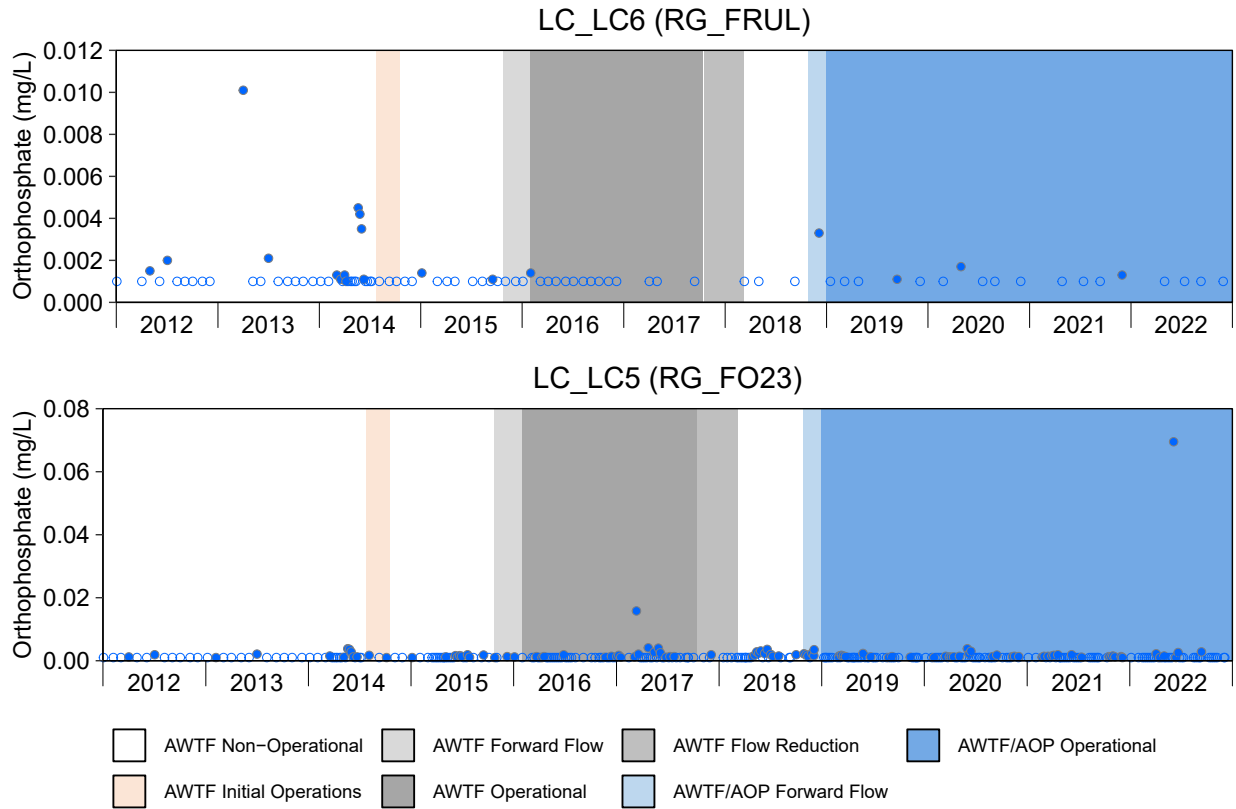 LC_LC6 (RG_FRUL)
Orthophosphate (mg/L)
0.012
0.010
0.008
0.006
0.004
0.002
0.000
2012 2013 2014 2015 2016 2017 2018 2019 2020 2021 2022
LC_LC5 (RG_FO23)
Orthophosphate (mg/L)
0.08
0.06
0.04
0.02
0.00
2012 2013 2014 2015 2016 2017 2018 2019 2020 2021 2022
AWTF Non−Operational AWTF Forward Flow AWTF Flow Reduction AWTF/AOP Operational
AWTF Initial Operations AWTF Operational AWTF/AOP Forward Flow